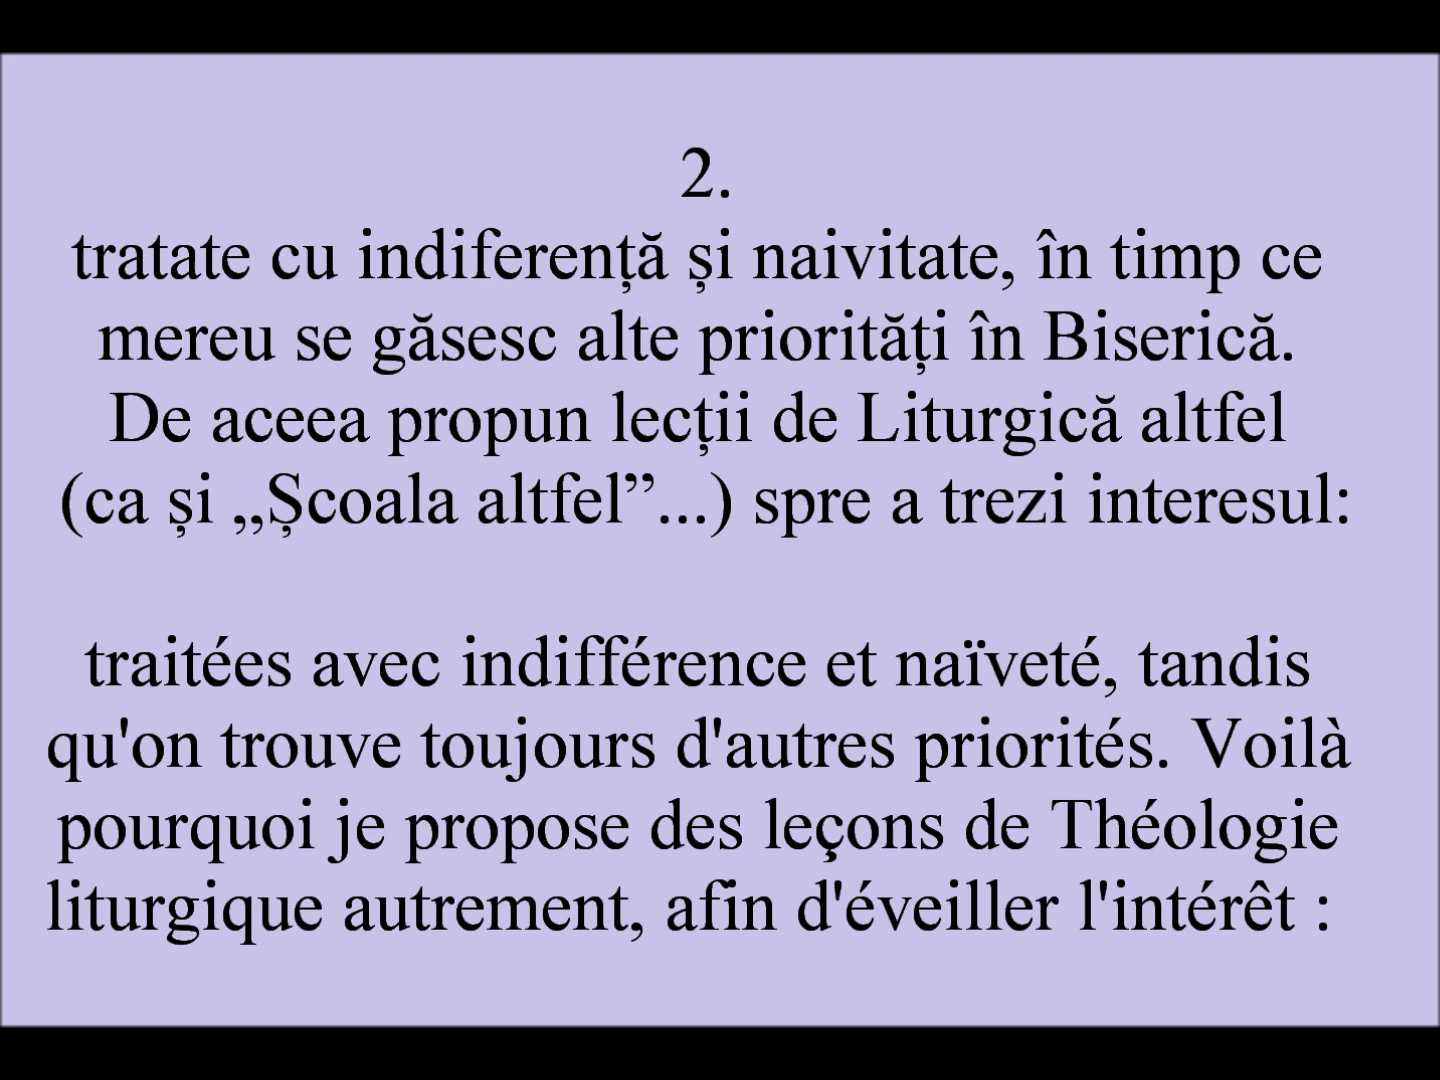 2.
tratate cu indiferență și naivitate, în timp ce
mereu se găsesc alte priorități în Biserică.
De aceea propun lecții de Liturgică altfel
(ca și „Școala altfel”...) spre a trezi interesul:
traitées avec indifférence et naïveté, tandis
qu'on trouve toujours d'autres priorités. Voilà
pourquoi je propose des leçons de Théologie
liturgique autrement, afin d'éveiller l'intérêt :